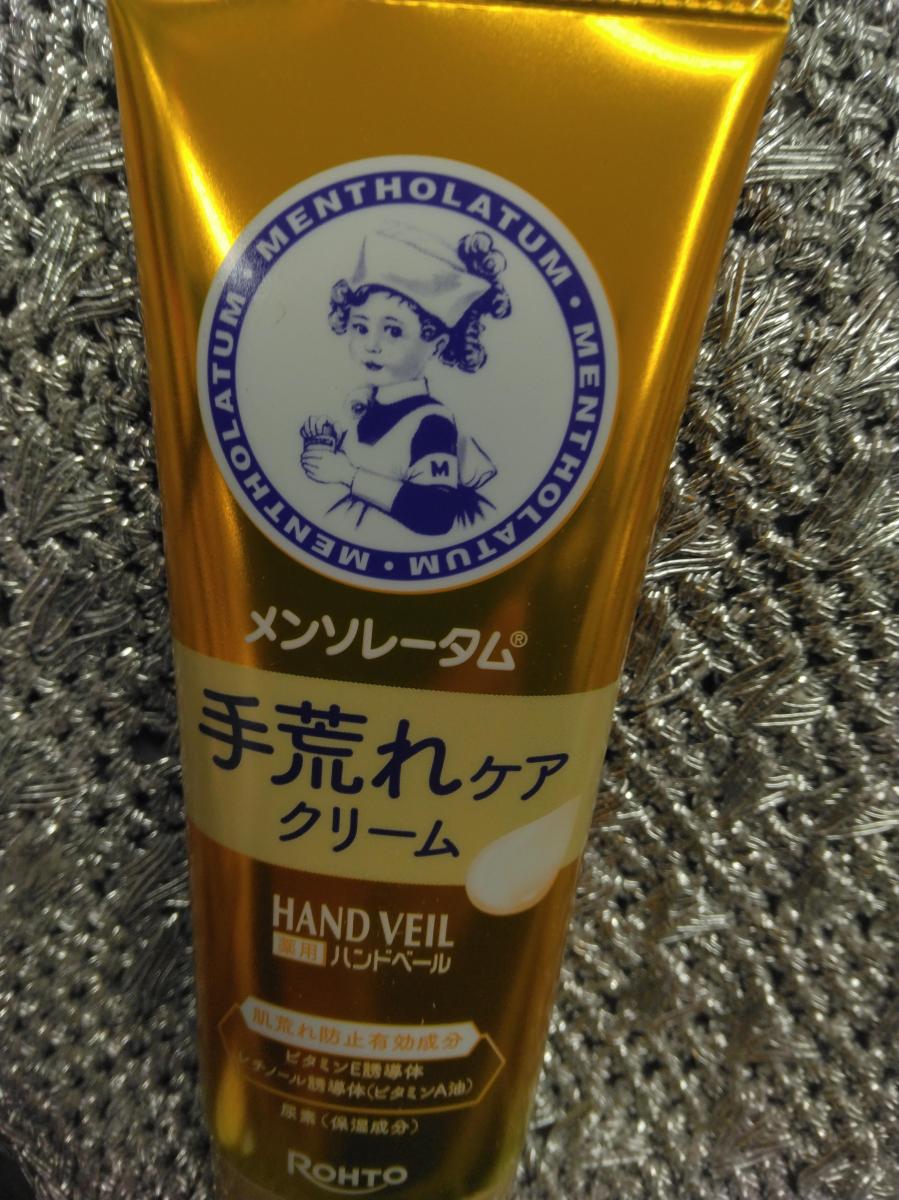 MENTHOLATUM · MENTHOLATUM · MENTHOLATUM · MENTHOLATUM
M
メンソレータム®
手荒れケア
クリーム
HAND VEIL
薬用 ハンドベール
肌荒れ防止有効成分
ビタミンE誘導体
レチノール誘導体(ビタミンA油)
尿素(保湿成分)
ROHTO